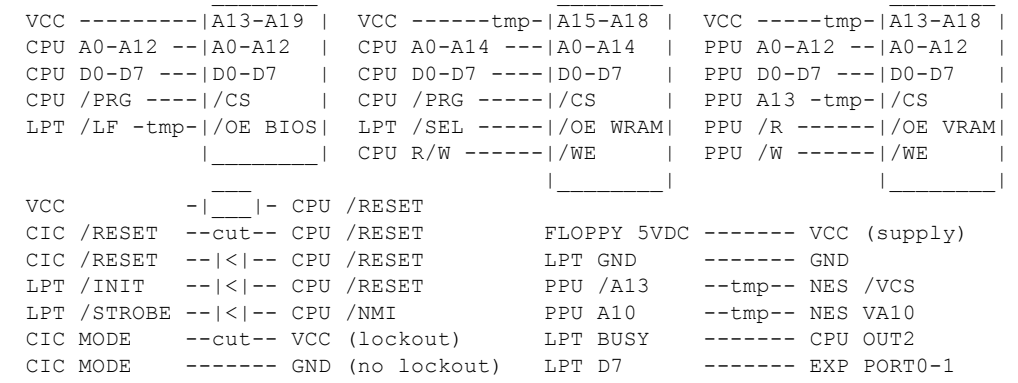 ________                        ________                       ________
VCC ---------|A13-A19 |  VCC ------tmp-|A15-A18 |  VCC -----tmp-|A13-A18 |
CPU A0-A12 --|A0-A12  |  CPU A0-A14 ---|A0-A14  |  PPU A0-A12 --|A0-A12  |
CPU D0-D7 ---|D0-D7   |  CPU D0-D7 ----|D0-D7   |  PPU D0-D7 ---|D0-D7   |
CPU /PRG ----|/CS     |  CPU /PRG -----|/CS     |  PPU A13 -tmp-|/CS     |
LPT /LF -tmp-|/OE BIOS|  LPT /SEL -----|/OE WRAM|  PPU /R ------|/OE VRAM|
             |________|  CPU R/W ------|/WE     |  PPU /W ------|/WE     |
              ___                      |________|               |________|
VCC         -|___|- CPU /RESET
CIC /RESET  --cut-- CPU /RESET         FLOPPY 5VDC ------- VCC (supply)
CIC /RESET  --|<|-- CPU /RESET         LPT GND     ------- GND
LPT /INIT   --|<|-- CPU /RESET         PPU /A13    --tmp-- NES /VCS
LPT /STROBE --|<|-- CPU /NMI           PPU A10     --tmp-- NES VA10
CIC MODE    --cut-- VCC (lockout)      LPT BUSY    ------- CPU OUT2
CIC MODE    ------- GND (no lockout)   LPT D7      ------- EXP PORT0-1